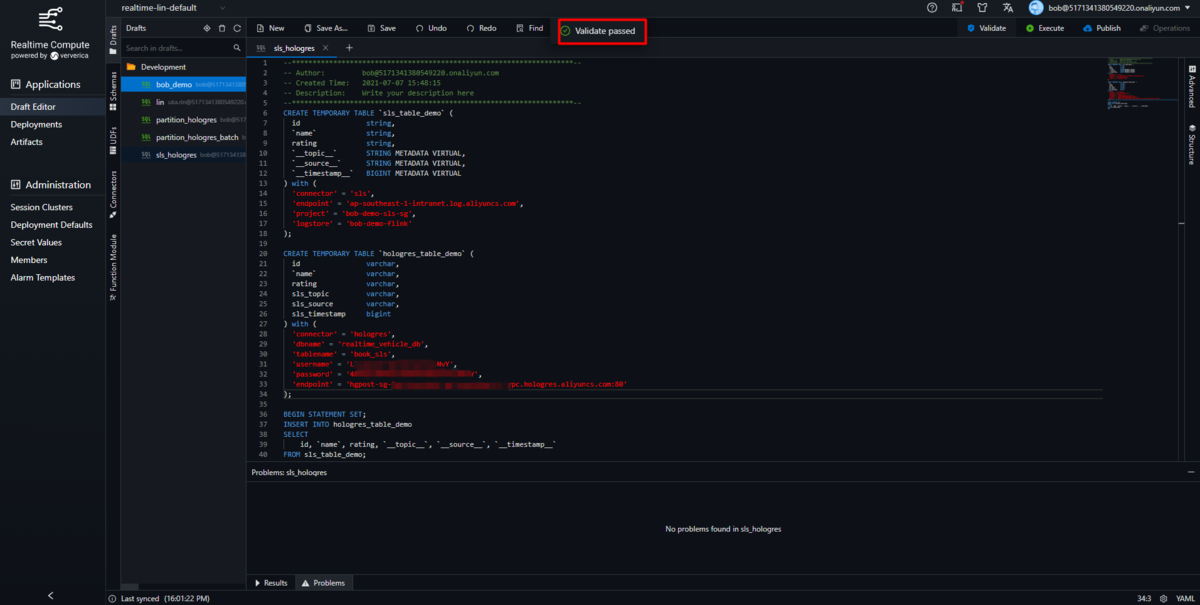 realtime-lin-default
bob@5171341380549220.onaliyun.com
Realtime Compute
powered by ververica
Applications
Draft Editor
Deployments
Artifacts
Administration
Session Clusters
Deployment Defaults
Secret Values
Members
Alarm Templates
Drafts
Schemas
UDFs
Connectors
Function Module
Drafts
Search in drafts...
Development
bob_demo bob@51713413805492
lin
partition_hologres bob@517
partition_hologres_batch
sls_hologres bob@517134138
New Save As... Save Undo Redo Find
Validate passed
Validate Execute Publish Operations
sls_hologres
1 --*********************************************************************--
2 -- Author: bob@5171341380549220.onaliyun.com
3 -- Created Time: 2021-07-07 15:48:15
4 -- Description: Write your description here
5 --*********************************************************************--
6 CREATE TEMPORARY TABLE `sls_table_demo` (
7 id string,
8 `name` string,
9 rating string,
10 `__topic__` STRING METADATA VIRTUAL,
11 `__source__` STRING METADATA VIRTUAL,
12 `__timestamp__` BIGINT METADATA VIRTUAL
13 ) with (
14 'connector' = 'sls',
15 'endpoint' = 'ap-southeast-1-intranet.log.aliyuncs.com',
16 'project' = 'bob-demo-sls-sg',
17 'logstore' = 'bob-demo-flink'
18 );
19
20 CREATE TEMPORARY TABLE `hologres_table_demo` (
21 id varchar,
22 `name` varchar,
23 rating varchar,
24 sls_topic varchar,
25 sls_source varchar,
26 sls_timestamp bigint
27 ) with (
28 'connector' = 'hologres',
29 'dbname' = 'realtime_vehicle_db',
30 'tablename' = 'book_sls',
31 'username' = 'L
32 'password' = '4
33 'endpoint' = 'hgpost-sg- vpc.hologres.aliyuncs.com:80'
34 );
35
36 BEGIN STATEMENT SET;
37 INSERT INTO hologres_table_demo
38 SELECT
39 id, `name`, rating, `__topic__`, `__source__`, `__timestamp__`
40 FROM sls_table_demo;
Advanced
Structure
Problems: sls_hologres
No problems found in sls_hologres
Results Problems
Last synced (16:01:22 PM)
34:3 YAML